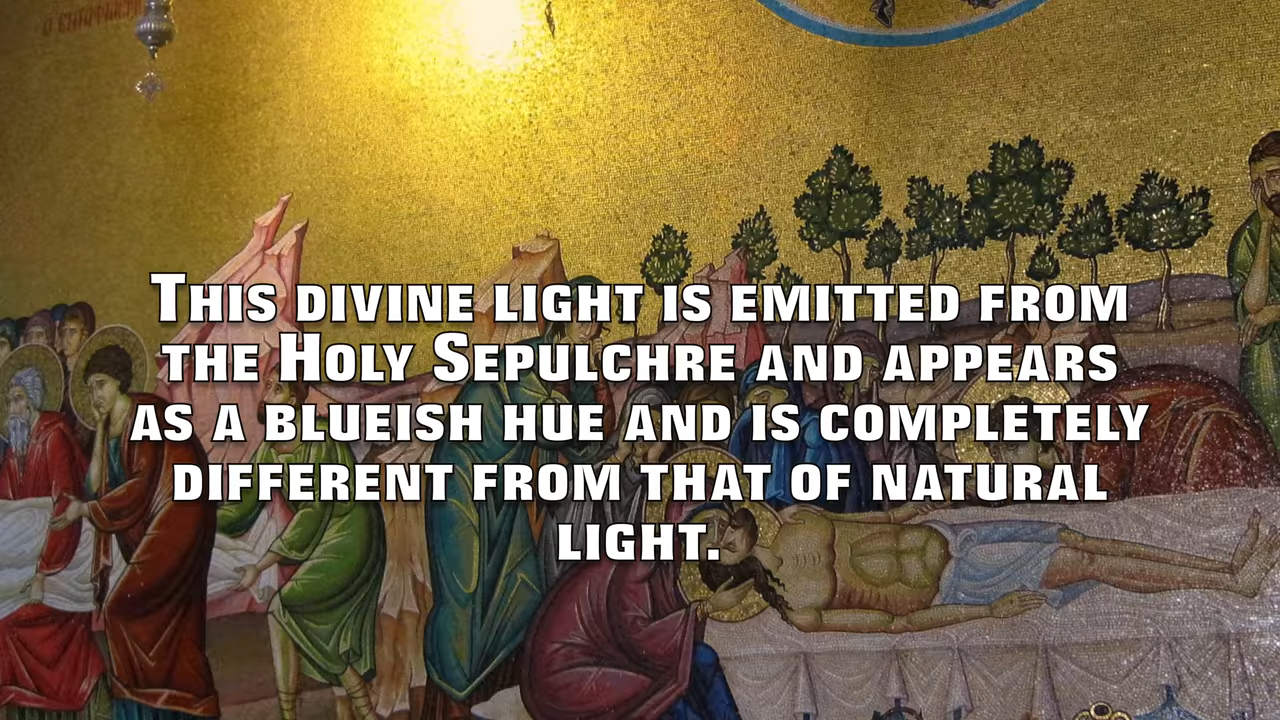 This divine light is emitted from
the Holy Sepulchre and appears
as a blueish hue and is completely
different from that of natural
light.